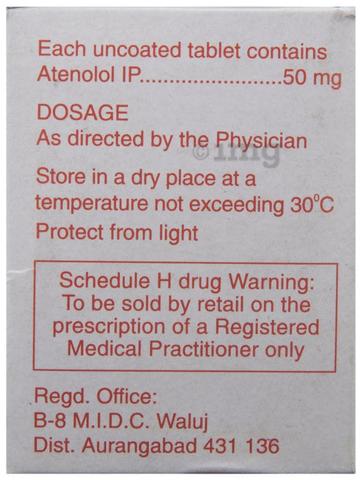 Each uncoated tablet contains
Atenolol IP........................50 mg
DOSAGE
As directed by the Physician
©1mg
Store in a dry place at a
temperature not exceeding 30°C
Protect from light
Schedule H drug Warning:
To be sold by retail on the
prescription of a Registered
Medical Practitioner only
Regd. Office:
B-8 M.I.D.C. Waluj
Dist. Aurangabad 431 136